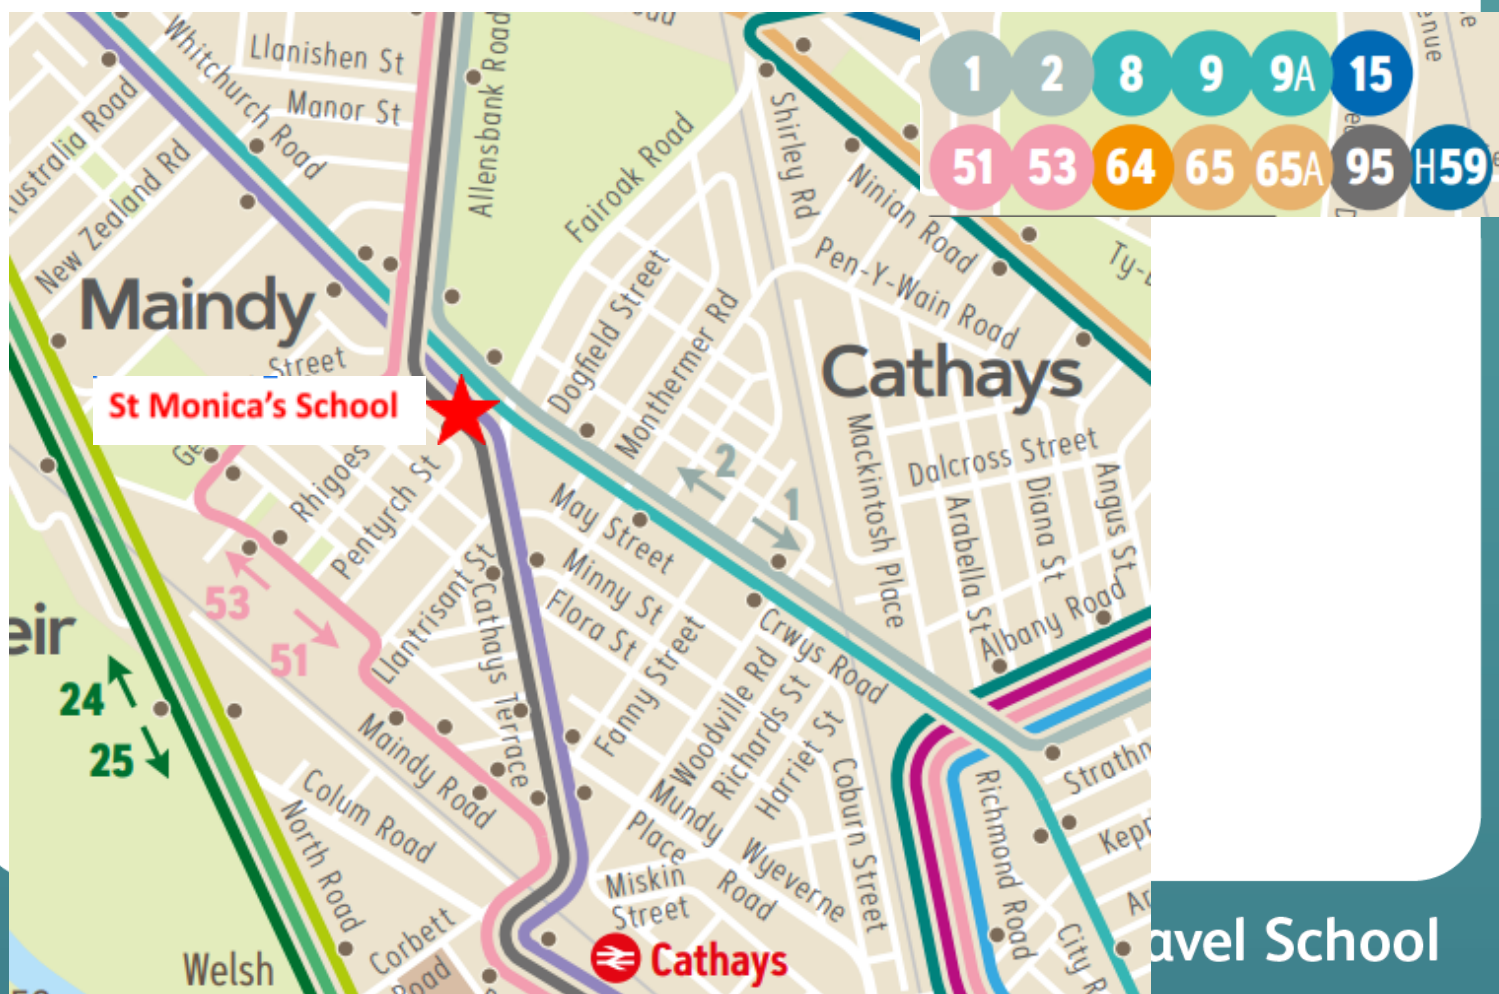 Whitchurch Road
Llanishen St
Manor St
Allensbank Road
Australia Road
New Zealand Rd
Fairoak Road
Shirley Rd
Ninian Road
Pen-Y-Wain Road
1 2 8 9 9A 15
51 53 64 65 65A 95 H59
Maindy
Street
St Monica's School
Dogfield Street
Monthermer Rd
Cathays
Mackintosh Place
Dalcross Street
Arabella St
Diana St
Angus St
Albany Road
2
1
Rhigoes
Pentyrch St
May Street
Minny St
Flora St
Llantrisant St
Cathays Terrace
Fanny Street
Crwys Road
Woodville Rd
Richards St
Harriet St
53
51
24
25
Maindy Road
Colum Road
North Road
Mundy
Place
Wyeverne
Road
Coburn Street
Richmond Road
Miskin
Street
Corbett
Road
City
Welsh
Cathays
School